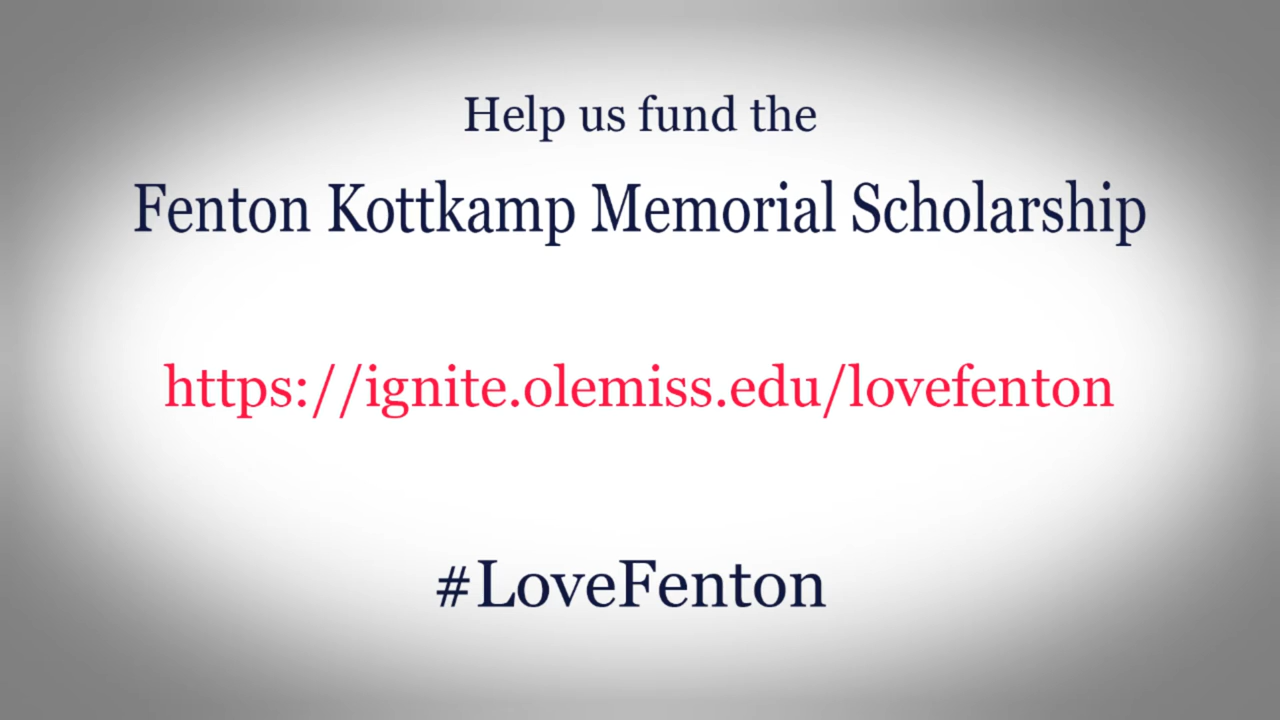 Help us fund the
Fenton Kottkamp Memorial Scholarship
https://ignite.olemiss.edu/lovefenton
#LoveFenton